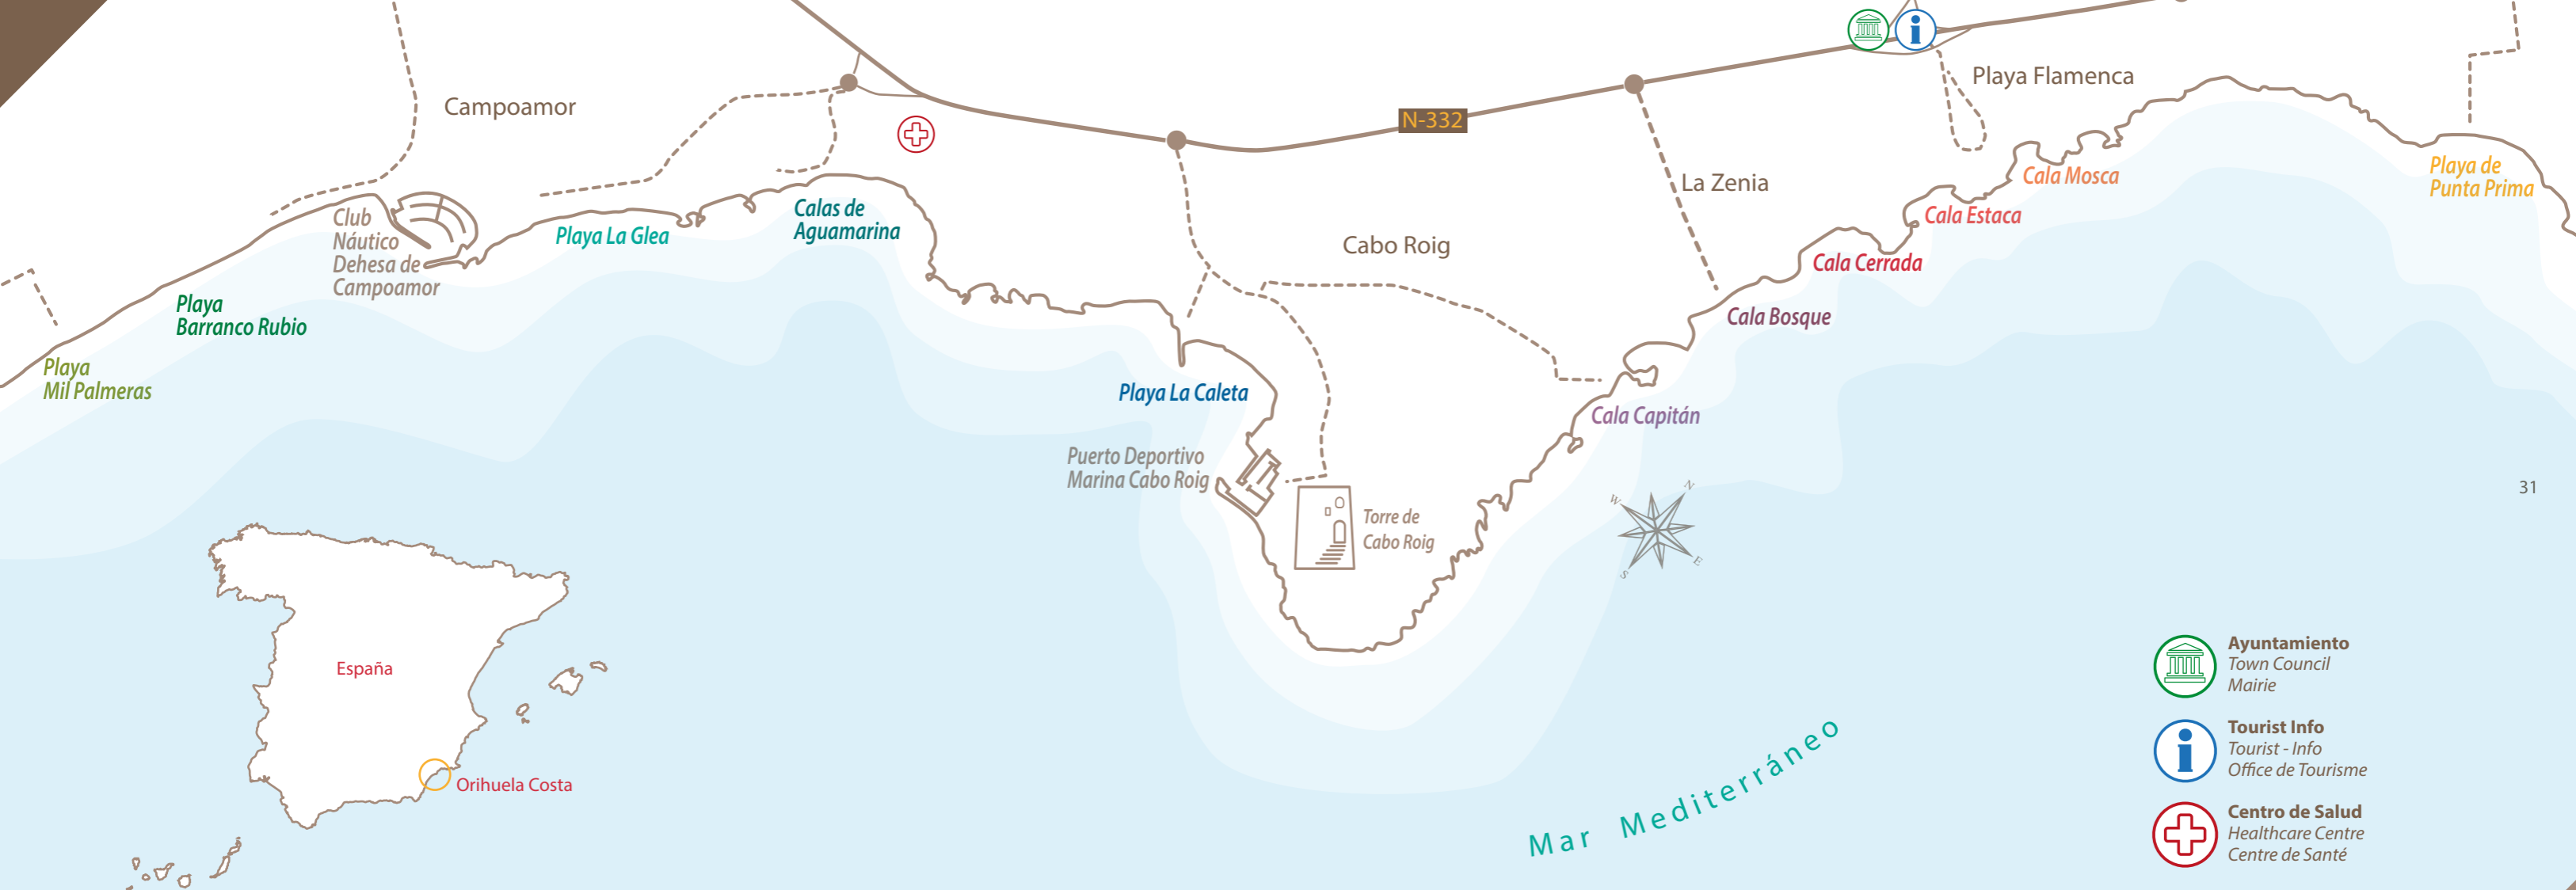 Campoamor
N-332
Playa Flamenca
La Zenia
Cabo Roig
Club
Náutico
Dehesa de
Campoamor
Playa La Glea
Calas de
Aguamarina
Playa
Barranco Rubio
Playa
Mil Palmeras
Playa La Caleta
Puerto Deportivo
Marina Cabo Roig
Torre de
Cabo Roig
Cala Capitán
Cala Bosque
Cala Cerrada
Cala Estaca
Cala Mosca
Playa de
Punta Prima
N
W
E
S
31
España
Orihuela Costa
Mar Mediterráneo
Ayuntamiento
Town Council
Mairie
Tourist Info
Tourist - Info
Office de Tourisme
Centro de Salud
Healthcare Centre
Centre de Santé